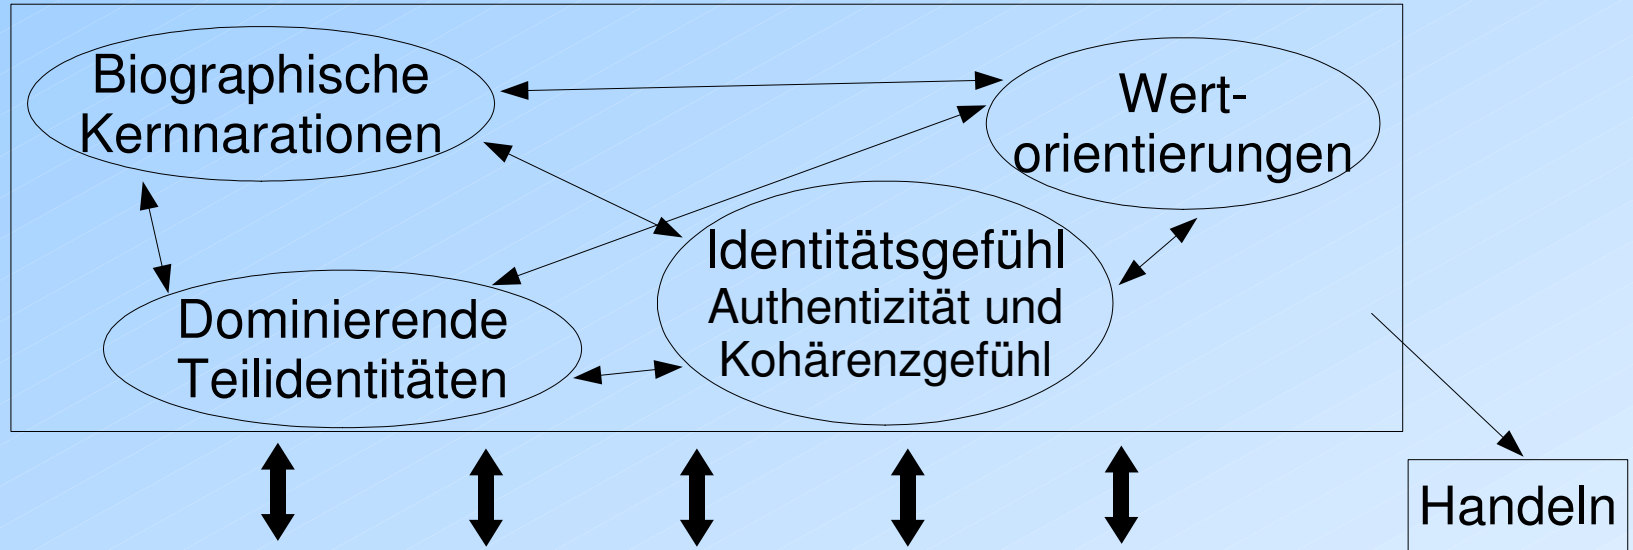 Biographische
Kernnarationen
Wert-
orientierungen
Identitätsgefühl
Authentizität und
Kohärenzgefühl
Dominierende
Teilidentitäten
Handeln